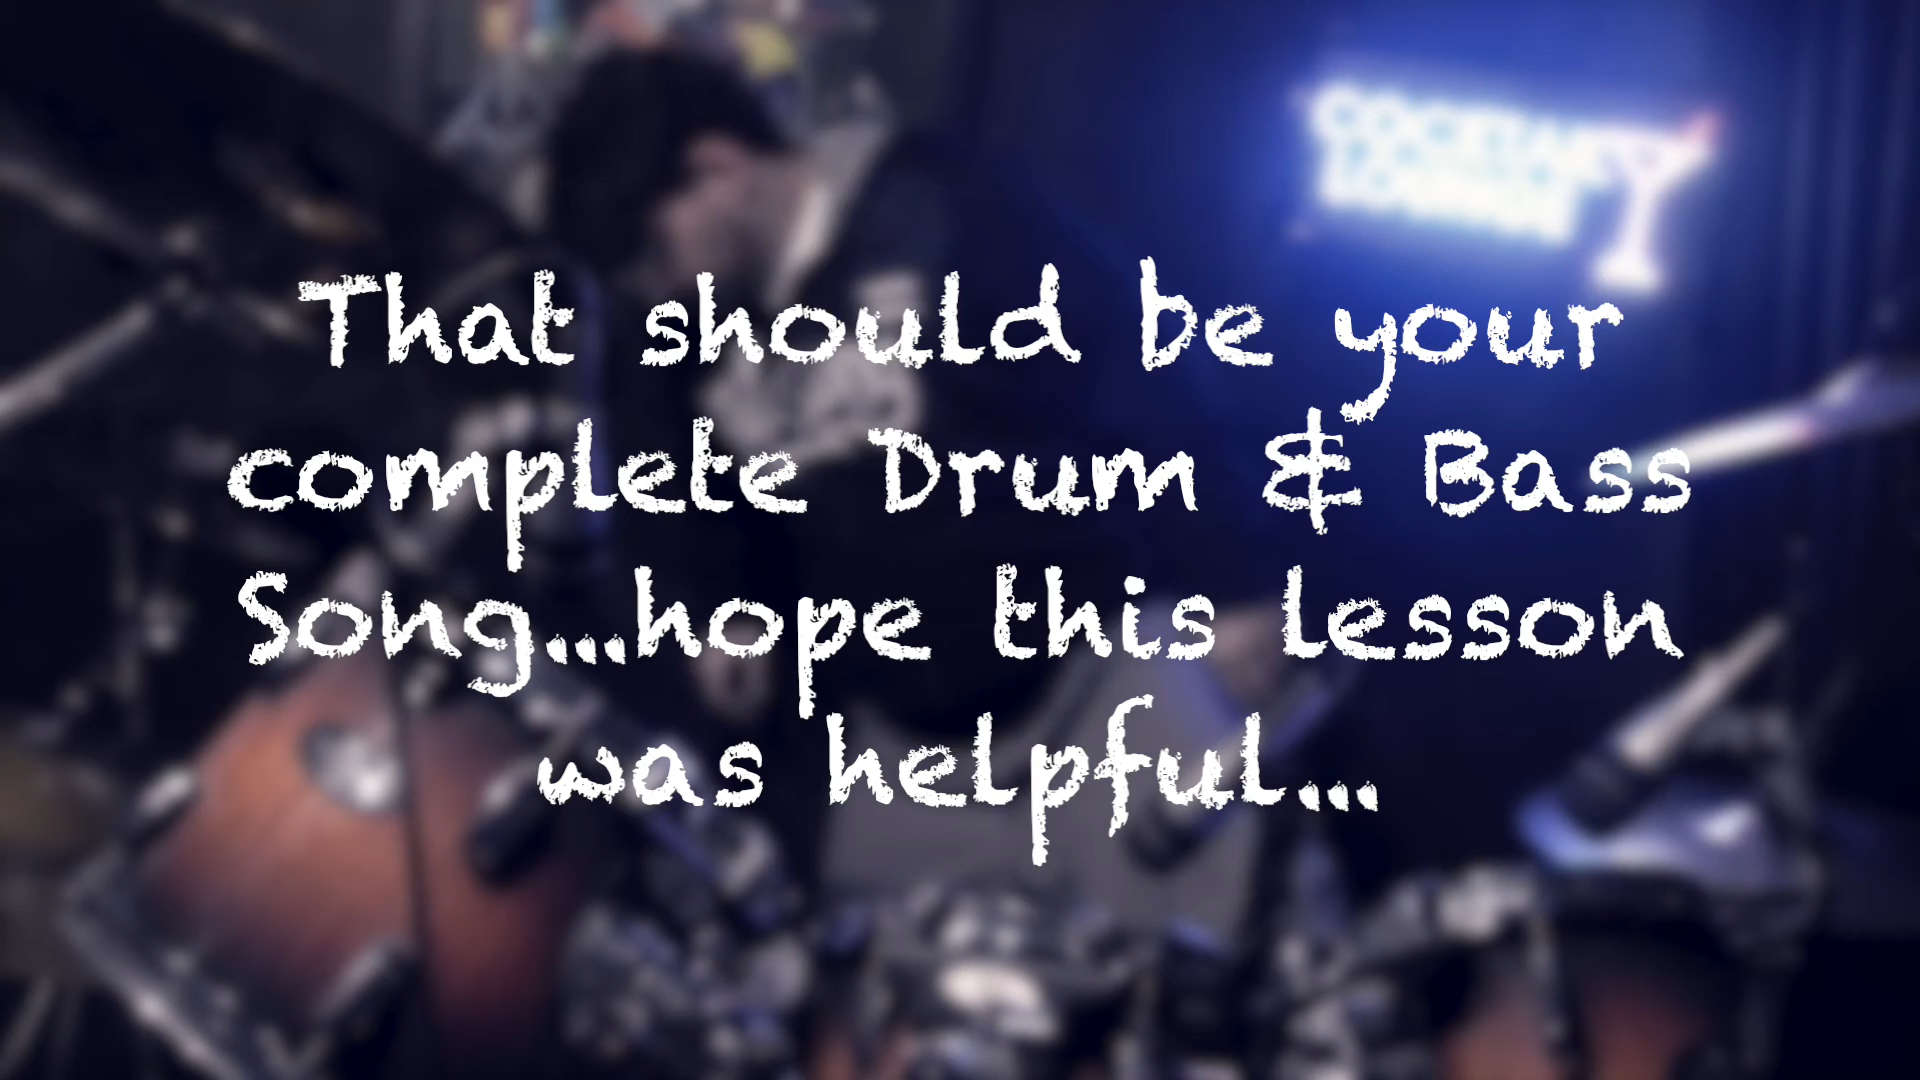 That should be your
complete Drum & Bass
Song...hope this lesson
was helpful...